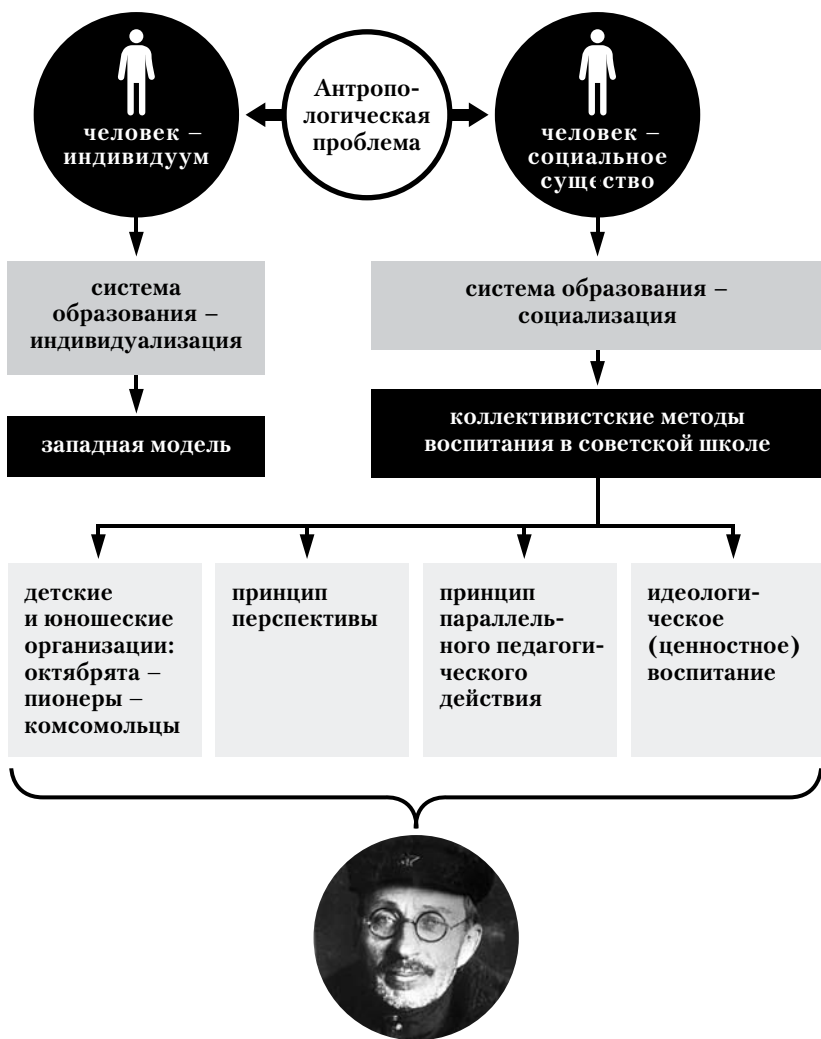 Антропо-
логическая
проблема
человек –
индивидуум
человек –
социальное
существо
система
образования –
индивидуализация
система образования –
социализация
западная модель
коллективистские методы
воспитания в советской школе
детские
и юношеские
организации:
октябрята –
пионеры –
комсомольцы
принцип
перспективы
принцип
параллель-
ного педагоги-
ческого
действия
идеологи-
ческое
(ценностное)
воспитание